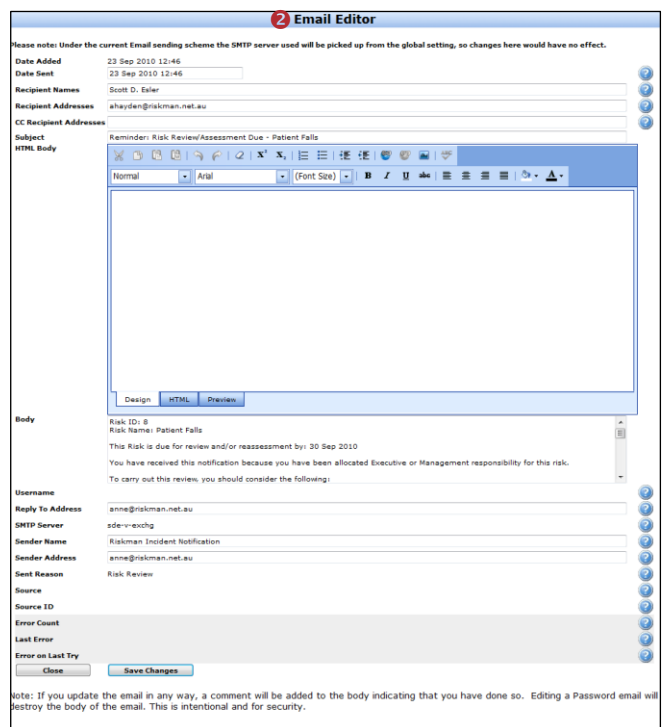 2 Email Editor
Please note: Under the current Email sending scheme the SMTP server used will be picked up from the global setting, so changes here would have no effect.
Date Added 23 Sep 2010 12:46
Date Sent 23 Sep 2010 12:46
Recipient Names Scott D. Esler
Recipient Addresses ahayden@riskman.net.au
CC Recipient Addresses
Subject Reminder: Risk Review/Assessment Due - Patient Falls
HTML Body
Normal Arial (Font Size) B I U abc A
Design HTML Preview
Body Risk ID: 8
Risk Name: Patient Falls
This Risk is due for review and/or reassessment by: 30 Sep 2010
You have received this notification because you have been allocated Executive or Management responsibility for this risk.
To carry out this review, you should consider the following:
Username
Reply To Address anne@riskman.net.au
SMTP Server sde-v-exchg
Sender Name Riskman Incident Notification
Sender Address anne@riskman.net.au
Sent Reason Risk Review
Source
Source ID
Error Count
Last Error
Error on Last Try
Close Save Changes
Note: If you update the email in any way, a comment will be added to the body indicating that you have done so. Editing a Password email will
destroy the body of the email. This is intentional and for security.